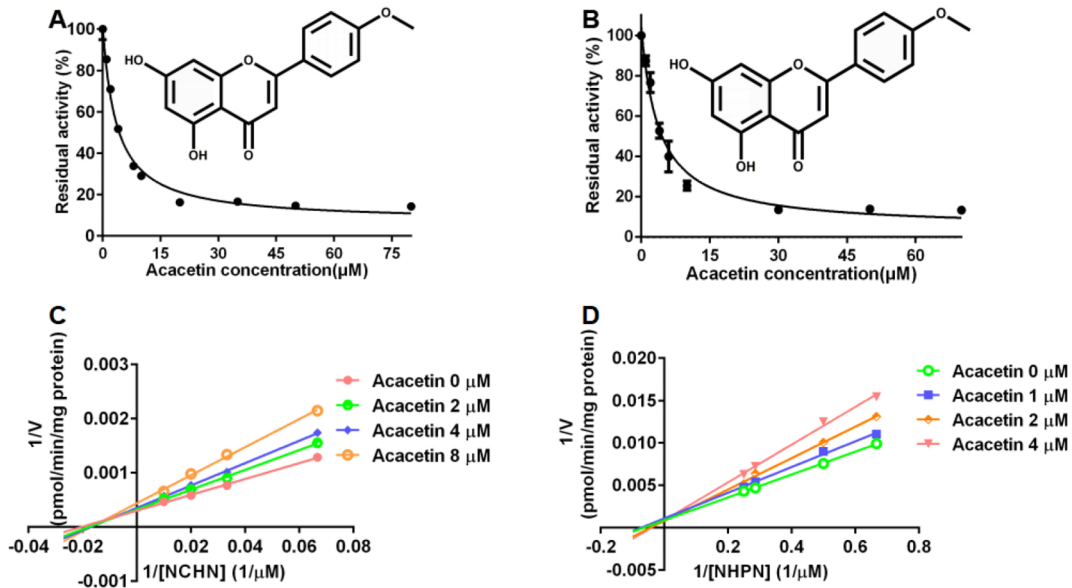 A
Residual activity (%)
100
80
60
40
20
0
0 15 30 45 60 75
Acacetin concentration(μM)
HO
OH
O
O
O
B
Residual activity (%)
100
80
60
40
20
0
0 15 30 45 60
Acacetin concentration(μM)
HO
OH
O
O
O
C
1/V
(pmol/min/mg protein)
0.003
0.002
0.001
-0.001
-0.04 -0.02 0.02 0.04 0.06 0.08
1/[NCHN] (1/μM)
Acacetin 0 μM
Acacetin 2 μM
Acacetin 4 μM
Acacetin 8 μM
D
1/V
(pmol/min/mg protein)
0.020
0.015
0.010
0.005
-0.005
-0.2 0.2 0.4 0.6 0.8
1/[NHPN] (1/μM)
Acacetin 0 μM
Acacetin 1 μM
Acacetin 2 μM
Acacetin 4 μM